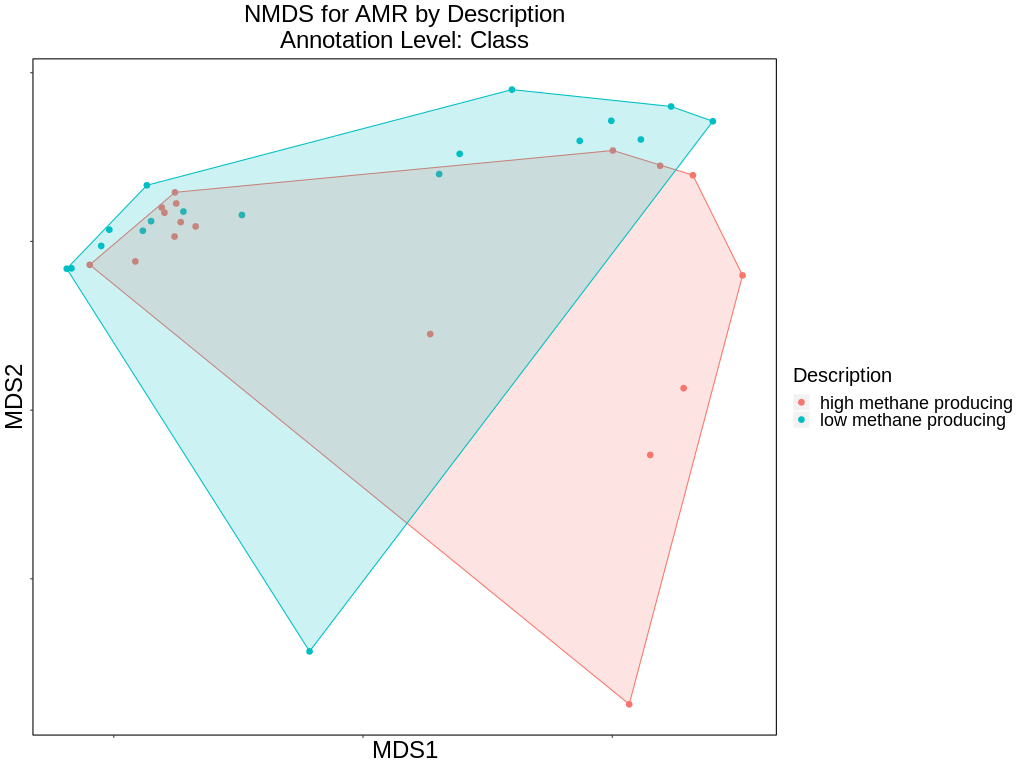 NMDS for AMR by Description
Annotation Level: Class
MDS2
MDS1
Description
high methane producing
low methane producing